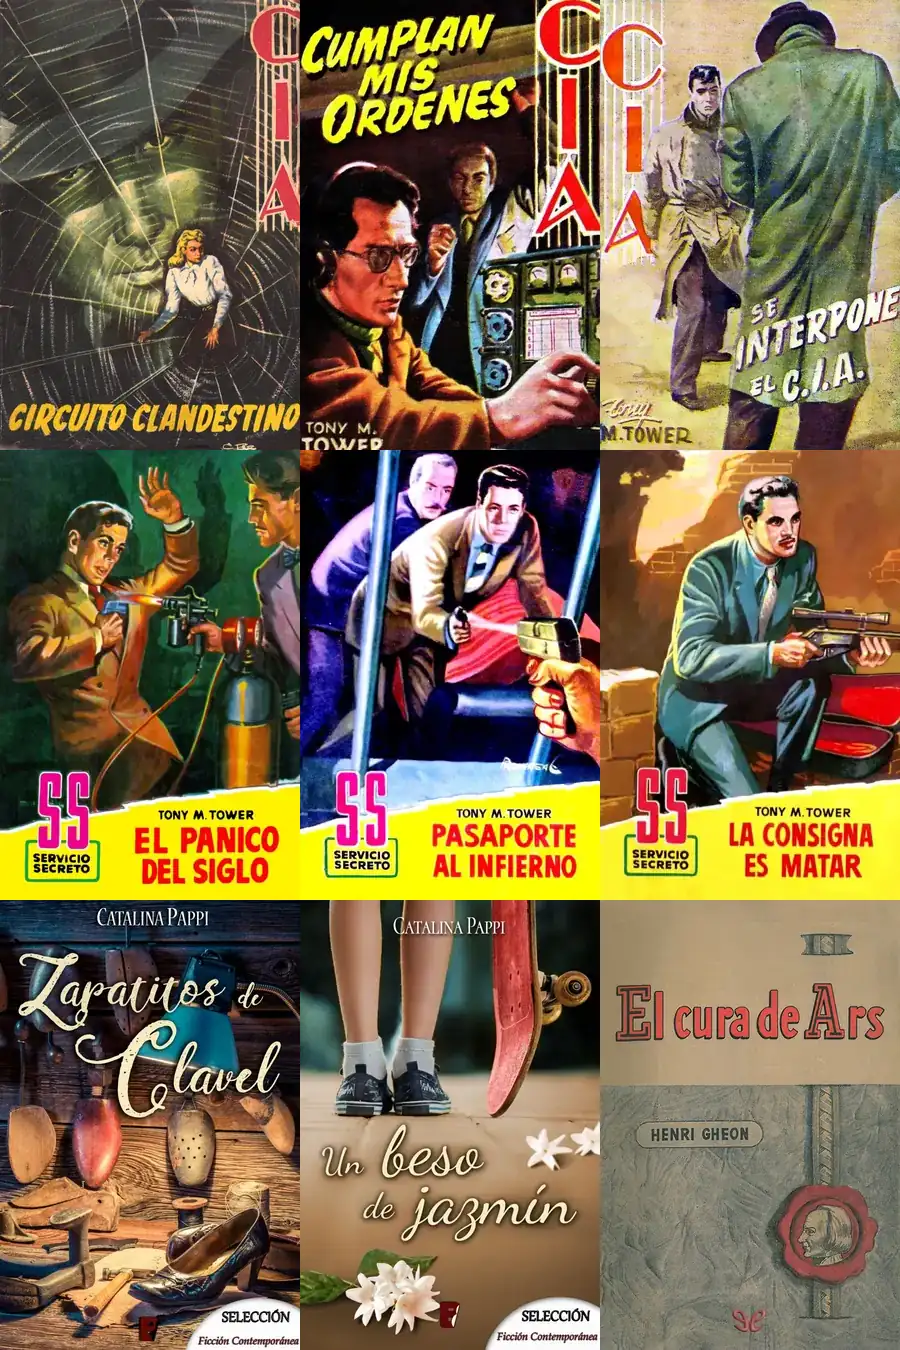 CIA
CIRCUITO CLANDESTINO
CUMPLAN
MIS
ORDENES
CIA
TONY M.
TOWER
CIA
SE
INTERPONE
EL C.I.A.
Tony
M. TOWER
SS
SERVICIO
SECRETO
TONY M. TOWER
EL PANICO
DEL SIGLO
SS
SERVICIO
SECRETO
TONY M. TOWER
PASAPORTE
AL INFIERNO
SS
SERVICIO
SECRETO
TONY M. TOWER
LA CONSIGNA
ES MATAR
CATALINA PAPPI
Zapatitos de
Clavel
SELECCIÓN
Ficción Contemporánea
CATALINA PAPPI
Un beso
de jazmín
SELECCIÓN
Ficción Contemporánea
El cura de Ars
HENRI GHEON